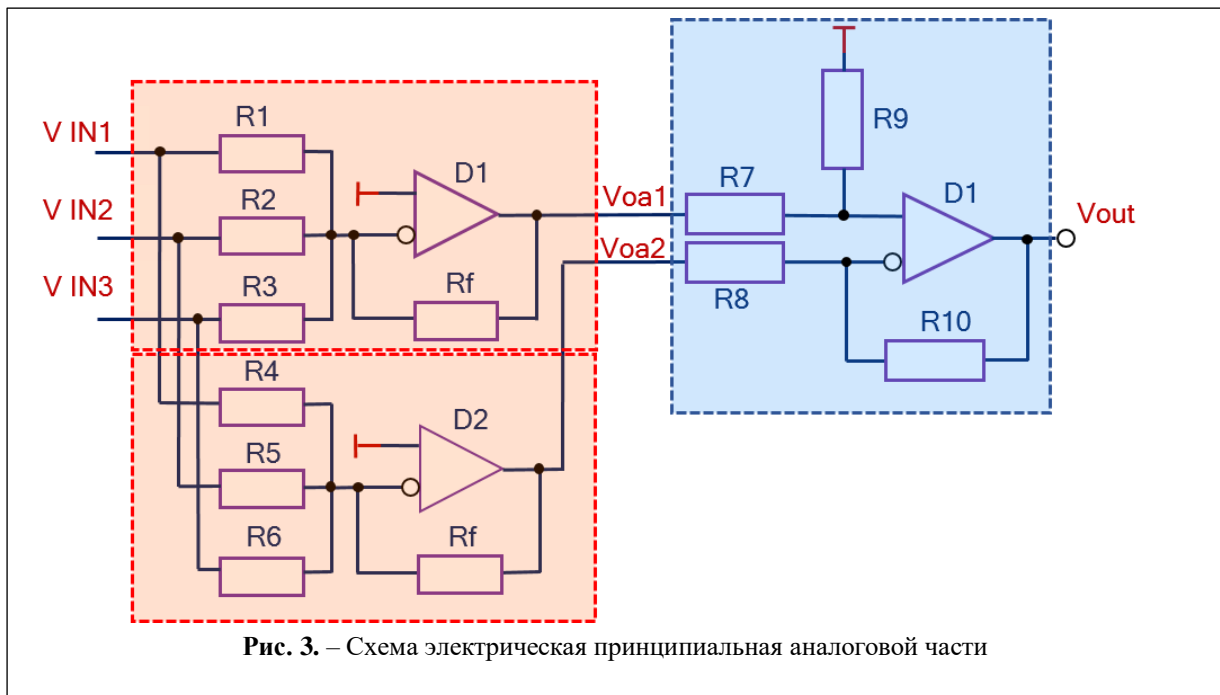 V IN1
R1
D1
V IN2
R2
V IN3
R3
Rf
R4
D2
R5
R6
Rf
Voa1
Voa2
R7
R8
R9
D1
R10
Vout
Рис. 3. – Схема электрическая принципиальная аналоговой части